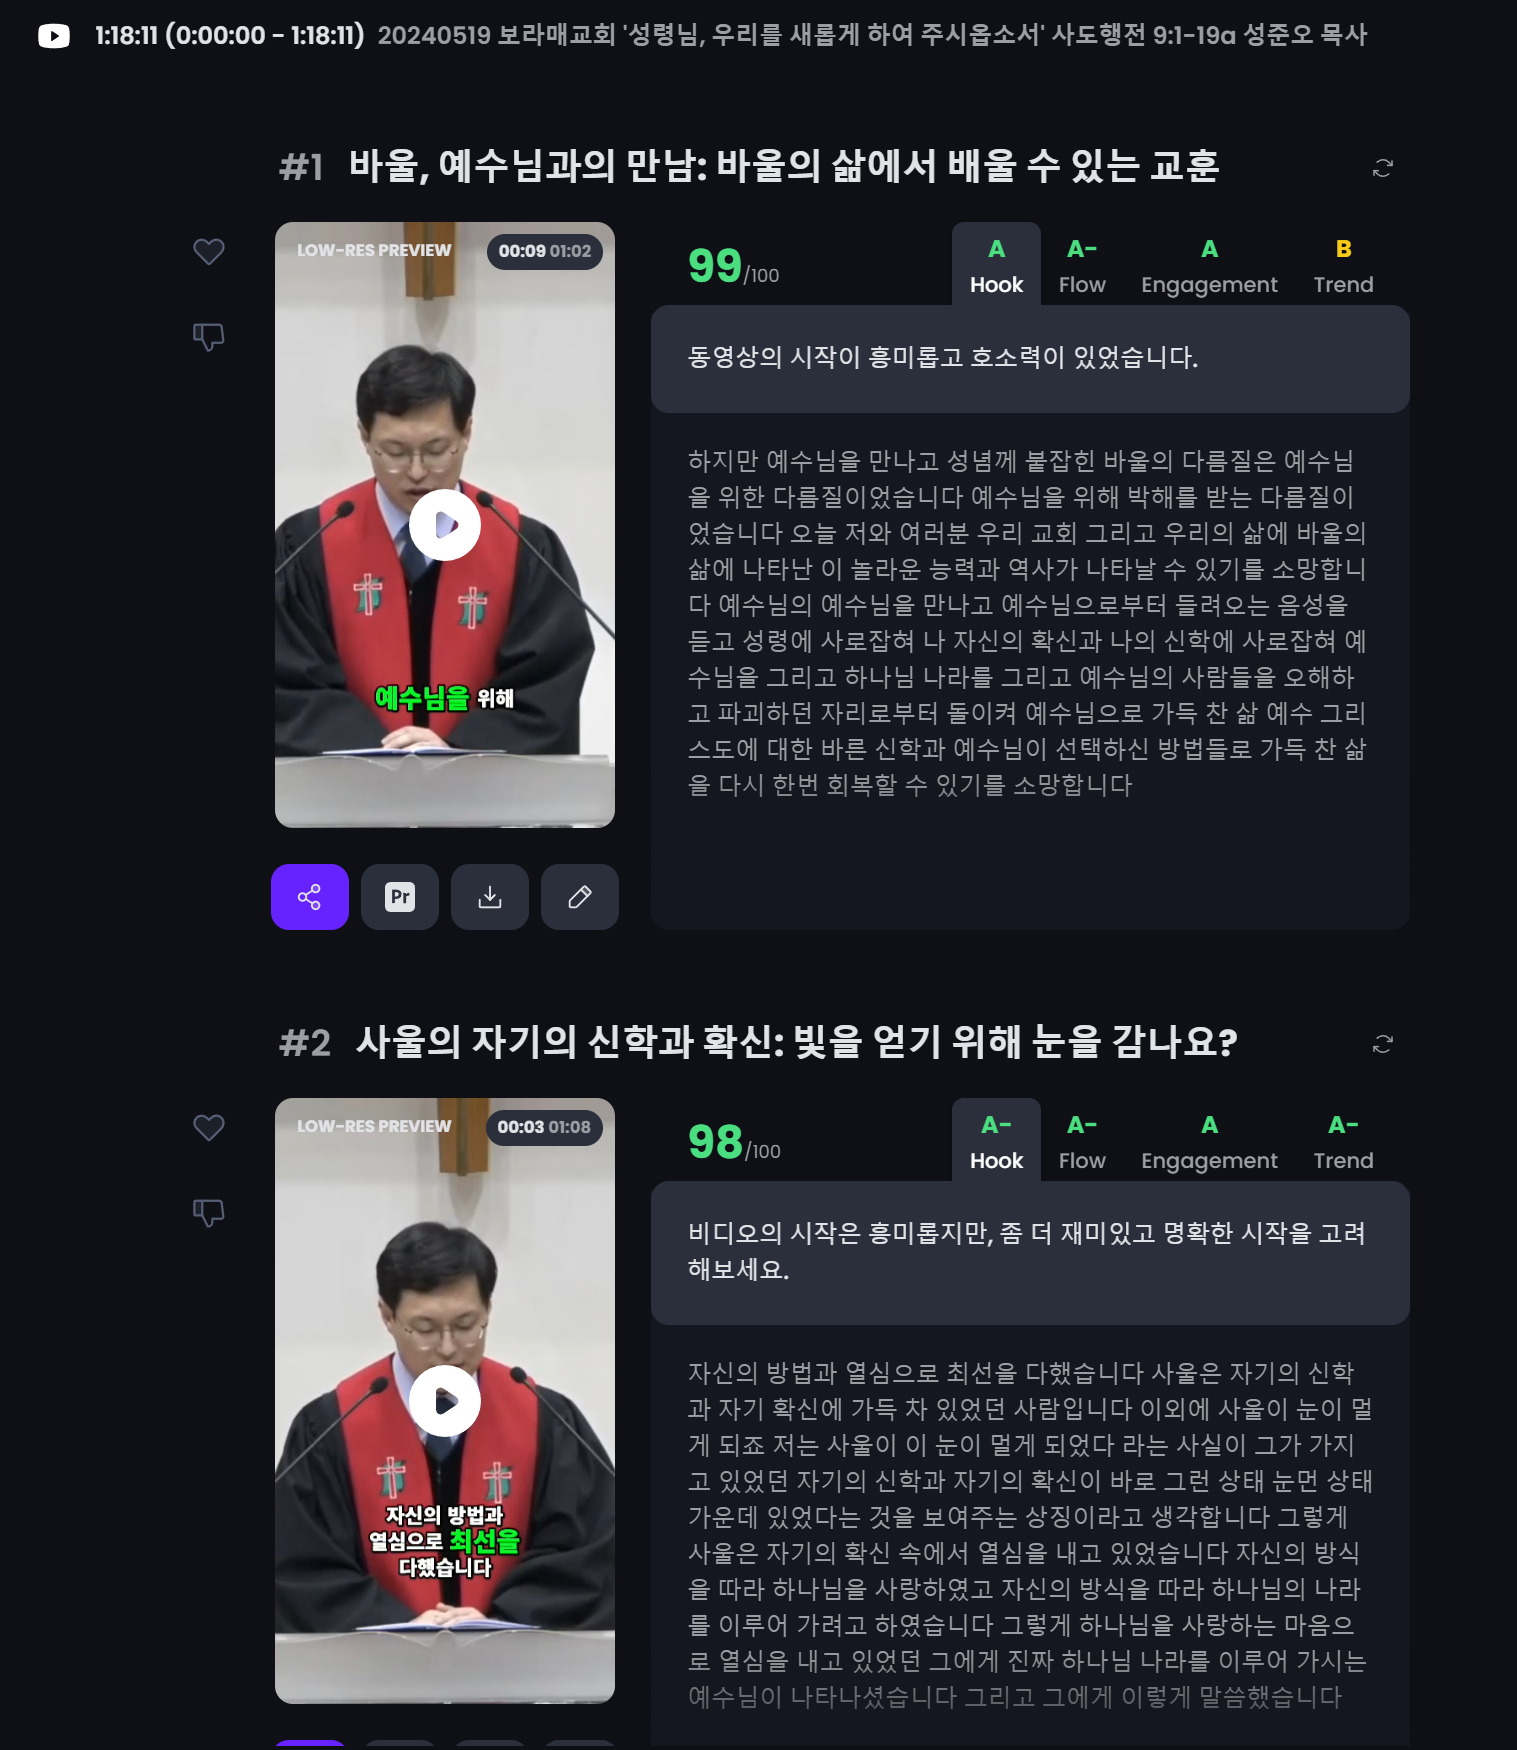 1:18:11 (0:00:00 - 1:18:11) 20240519 보라매교회 '성령님, 우리를 새롭게 하여 주시옵소서' 사도행전 9:1-19a 성준오 목사
#1 바울, 예수님과의 만남: 바울의 삶에서 배울 수 있는 교훈
LOW-RES PREVIEW 00:09 01:02
예수님을 위해
Pr
99/100
A A- A B
Hook Flow Engagement Trend
동영상의 시작이 흥미롭고 호소력이 있었습니다.
하지만 예수님을 만나고 성념께 붙잡힌 바울의 다름질은 예수님
을 위한 다름질이었습니다 예수님을 위해 박해를 받는 다름질이
었습니다 오늘 저와 여러분 우리 교회 그리고 우리의 삶에 바울의
삶에 나타난 이 놀라운 능력과 역사가 나타날 수 있기를 소망합니
다 예수님의 예수님을 만나고 예수님으로부터 들려오는 음성을
듣고 성령에 사로잡혀 나 자신의 확신과 나의 신학에 사로잡혀 예
수님을 그리고 하나님 나라를 그리고 예수님의 사람들을 오해하
고 파괴하던 자리로부터 돌이켜 예수님으로 가득 찬 삶 예수 그리
스도에 대한 바른 신학과 예수님이 선택하신 방법들로 가득 찬 삶
을 다시 한번 회복할 수 있기를 소망합니다
#2 사울의 자기의 신학과 확신: 빛을 얻기 위해 눈을 감나요?
LOW-RES PREVIEW 00:03 01:08
자신의 방법과
열심으로 최선을
다했습니다
98/100
A- A- A A-
Hook Flow Engagement Trend
비디오의 시작은 흥미롭지만, 좀 더 재미있고 명확한 시작을 고려
해보세요.
자신의 방법과 열심으로 최선을 다했습니다 사울은 자기의 신학
과 자기 확신에 가득 차 있었던 사람입니다 이외에 사울이 눈이 멀
게 되죠 저는 사울이 이 눈이 멀게 되었다 라는 사실이 그가 가지
고 있었던 자기의 신학과 자기의 확신이 바로 그런 상태 눈먼 상태
가운데 있었다는 것을 보여주는 상징이라고 생각합니다 그렇게
사울은 자기의 확신 속에서 열심을 내고 있었습니다 자신의 방식
을 따라 하나님을 사랑하였고 자신의 방식을 따라 하나님의 나라
를 이루어 가려고 하였습니다 그렇게 하나님을 사랑하는 마음으
로 열심을 내고 있었던 그에게 진짜 하나님 나라를 이루어 가시는
예수님이 나타나셨습니다 그리고 그에게 이렇게 말씀했습니다